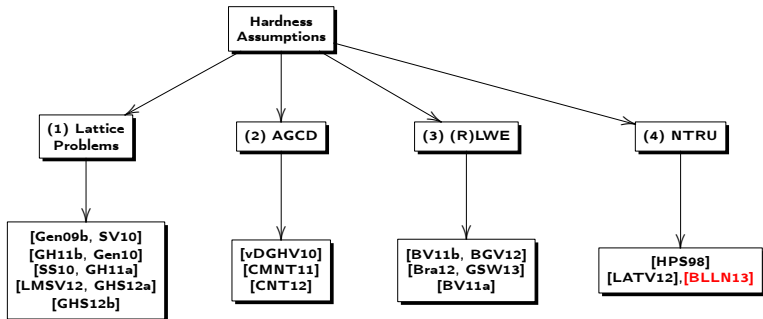 Hardness
Assumptions
(1) Lattice
Problems
(2) AGCD
(3) (R)LWE
(4) NTRU
[Gen09b, SV10]
[GH11b, Gen10]
[SS10, GH11a]
[LMSV12, GHS12a]
[GHS12b]
[vDGHV10]
[CMNT11]
[CNT12]
[BV11b, BGV12]
[Bra12, GSW13]
[BV11a]
[HPS98]
[LATV12],[BLLN13]